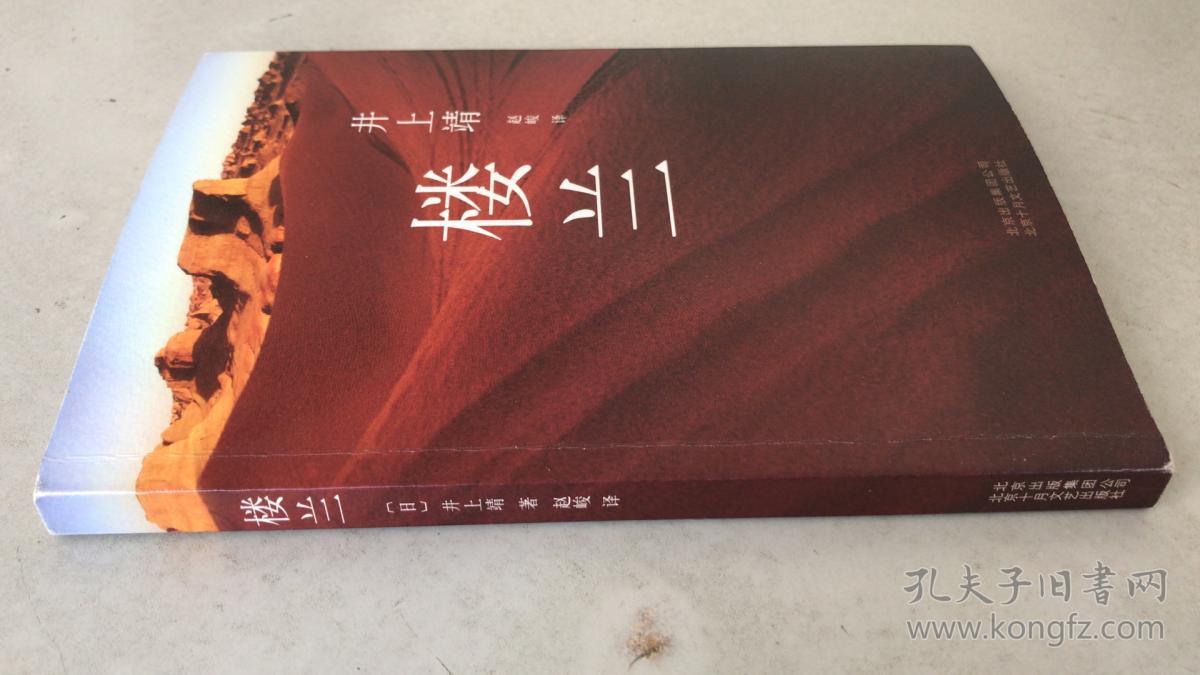 井上靖
赵峻 译
楼兰
北京出版集团公司
北京十月文艺出版社
楼兰 〔日〕井上靖 著 赵峻 译
北京出版集团公司
北京十月文艺出版社
孔夫子旧书网
www.kongfz.com